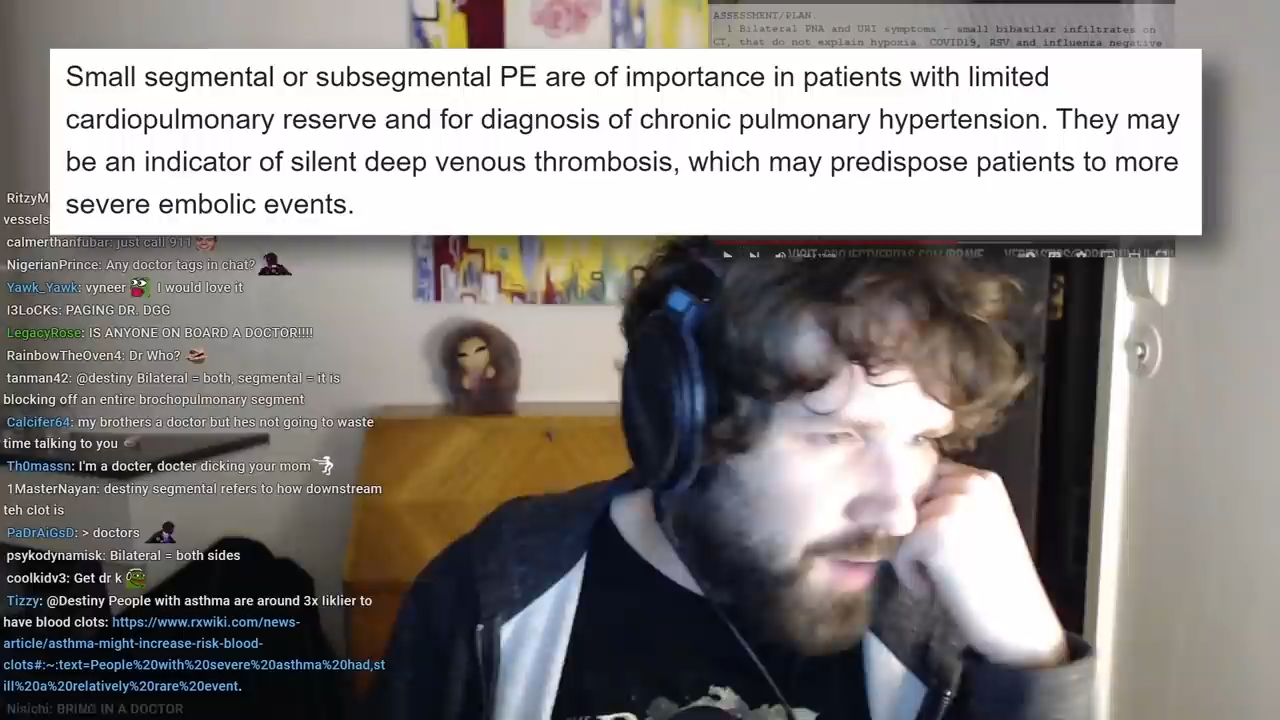 ASSESSMENT/PLAN
1 Bilateral PNA and URI symptoms - small bibasilar infiltrates on
CT, that do not explain hypoxia. COVID19, RSV and influenza negative
Small segmental or subsegmental PE are of importance in patients with limited
cardiopulmonary reserve and for diagnosis of chronic pulmonary hypertension. They may
be an indicator of silent deep venous thrombosis, which may predispose patients to more
severe embolic events.
RitzyM
vessels
calmerthanfubar: just call 911
NigerianPrince: Any doctor tags in chat?
Yawk_Yawk: vyneer I would love it
I3LoCKs: PAGING DR. DGG
LegacyRose: IS ANYONE ON BOARD A DOCTOR!!!!
RainbowTheOven4: Dr Who?
tanman42: @destiny Bilateral = both, segmental = it is
blocking off an entire brochopulmonary segment
Calcifer64: my brothers a doctor but hes not going to waste
time talking to you
Th0massn: I'm a docter, docter dicking your mom
1MasterNayan: destiny segmental refers to how downstream
teh clot is
PaDrAiGsD: > doctors
psykodynamisk: Bilateral = both sides
coolkidv3: Get dr k
Tizzy: @Destiny People with asthma are around 3x liklier to
have blood clots: https://www.rxwiki.com/news-
article/asthma-might-increase-risk-blood-
clots#:~:text=People%20with%20severe%20asthma%20had,st
ill%20a%20relatively%20rare%20event.
BRING IN A DOCTOR